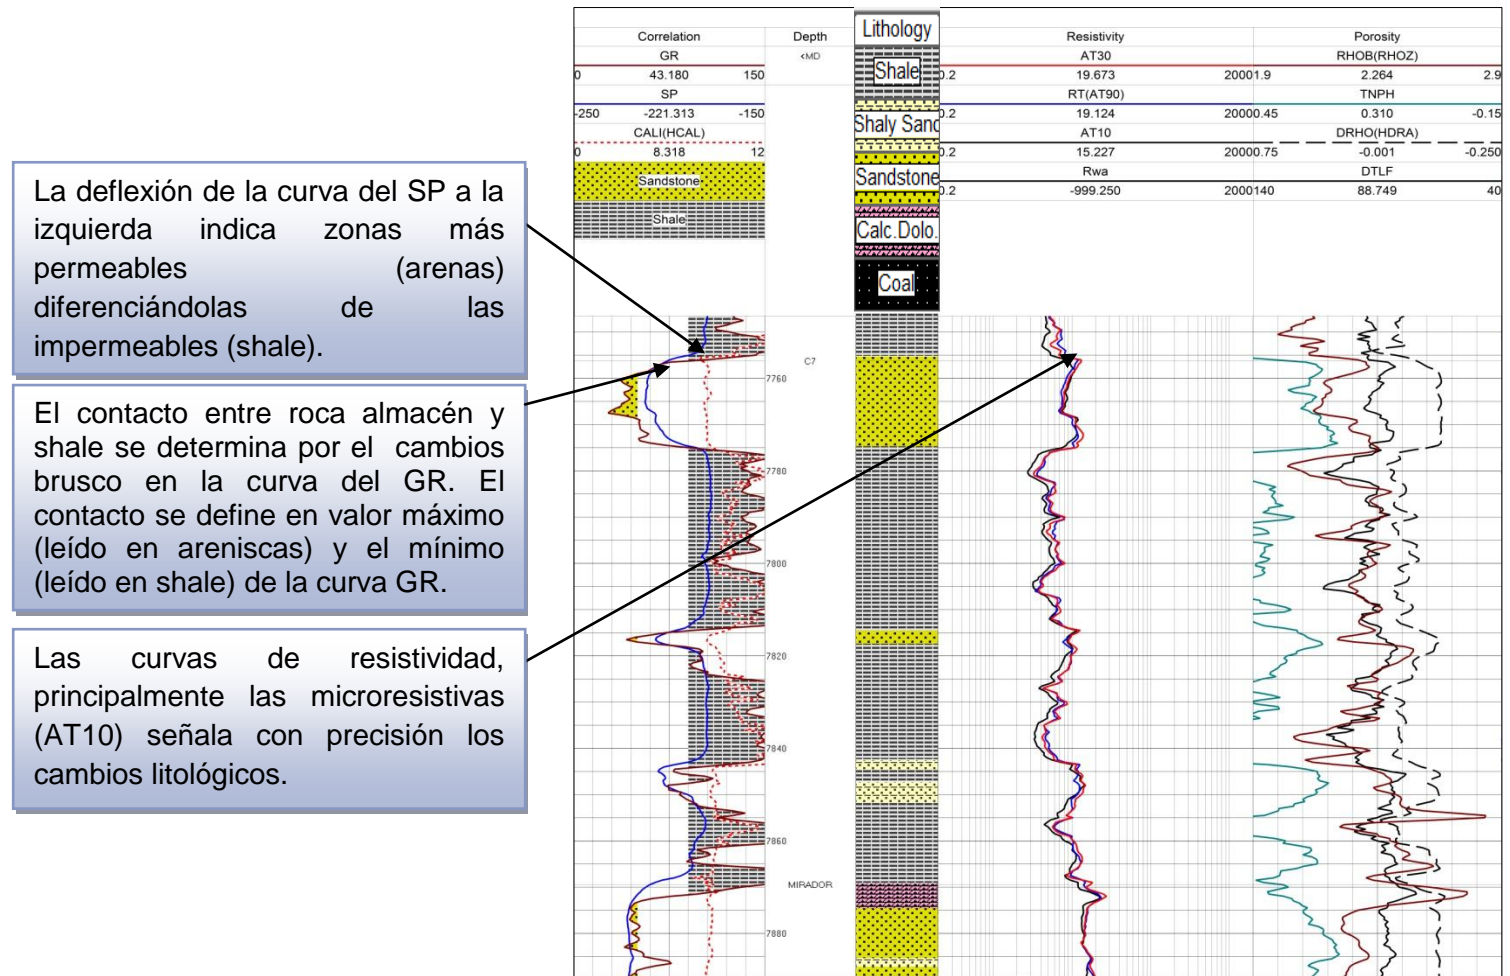 La deflexión de la curva del SP a la
izquierda indica zonas más
permeables (arenas)
diferenciándolas de las
impermeables (shale).
El contacto entre roca almacén y
shale se determina por el cambios
brusco en la curva del GR. El
contacto se define en valor máximo
(leído en areniscas) y el mínimo
(leído en shale) de la curva GR.
Las curvas de resistividad,
principalmente las microresistivas
(AT10) señala con precisión los
cambios litológicos.
Correlation
GR
0 43.180 150
SP
-250 -221.313 -150
CALI(HCAL)
0 8.318 12
Sandstone
Shale
Depth
<MD
C7
7760
7780
7800
7820
7840
7860
MIRADOR
7880
Lithology
Shale
Shaly Sand
Sandstone
Calc.Dolo.
Coal
Resistivity
AT30
0.2 19.673 2000
RT(AT90)
0.2 19.124 2000
AT10
0.2 15.227 2000
Rwa
0.2 -999.250 2000
Porosity
RHOB(RHOZ)
1.9 2.264 2.9
TNPH
0.45 0.310 -0.15
DRHO(HDRA)
0.75 -0.001 -0.250
DTLF
140 88.749 40